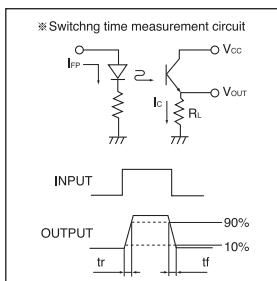 ※Switchng time measurement circuit
VCC
IFP
VOUT
IC
RL
INPUT
OUTPUT
90%
10%
tr
tf